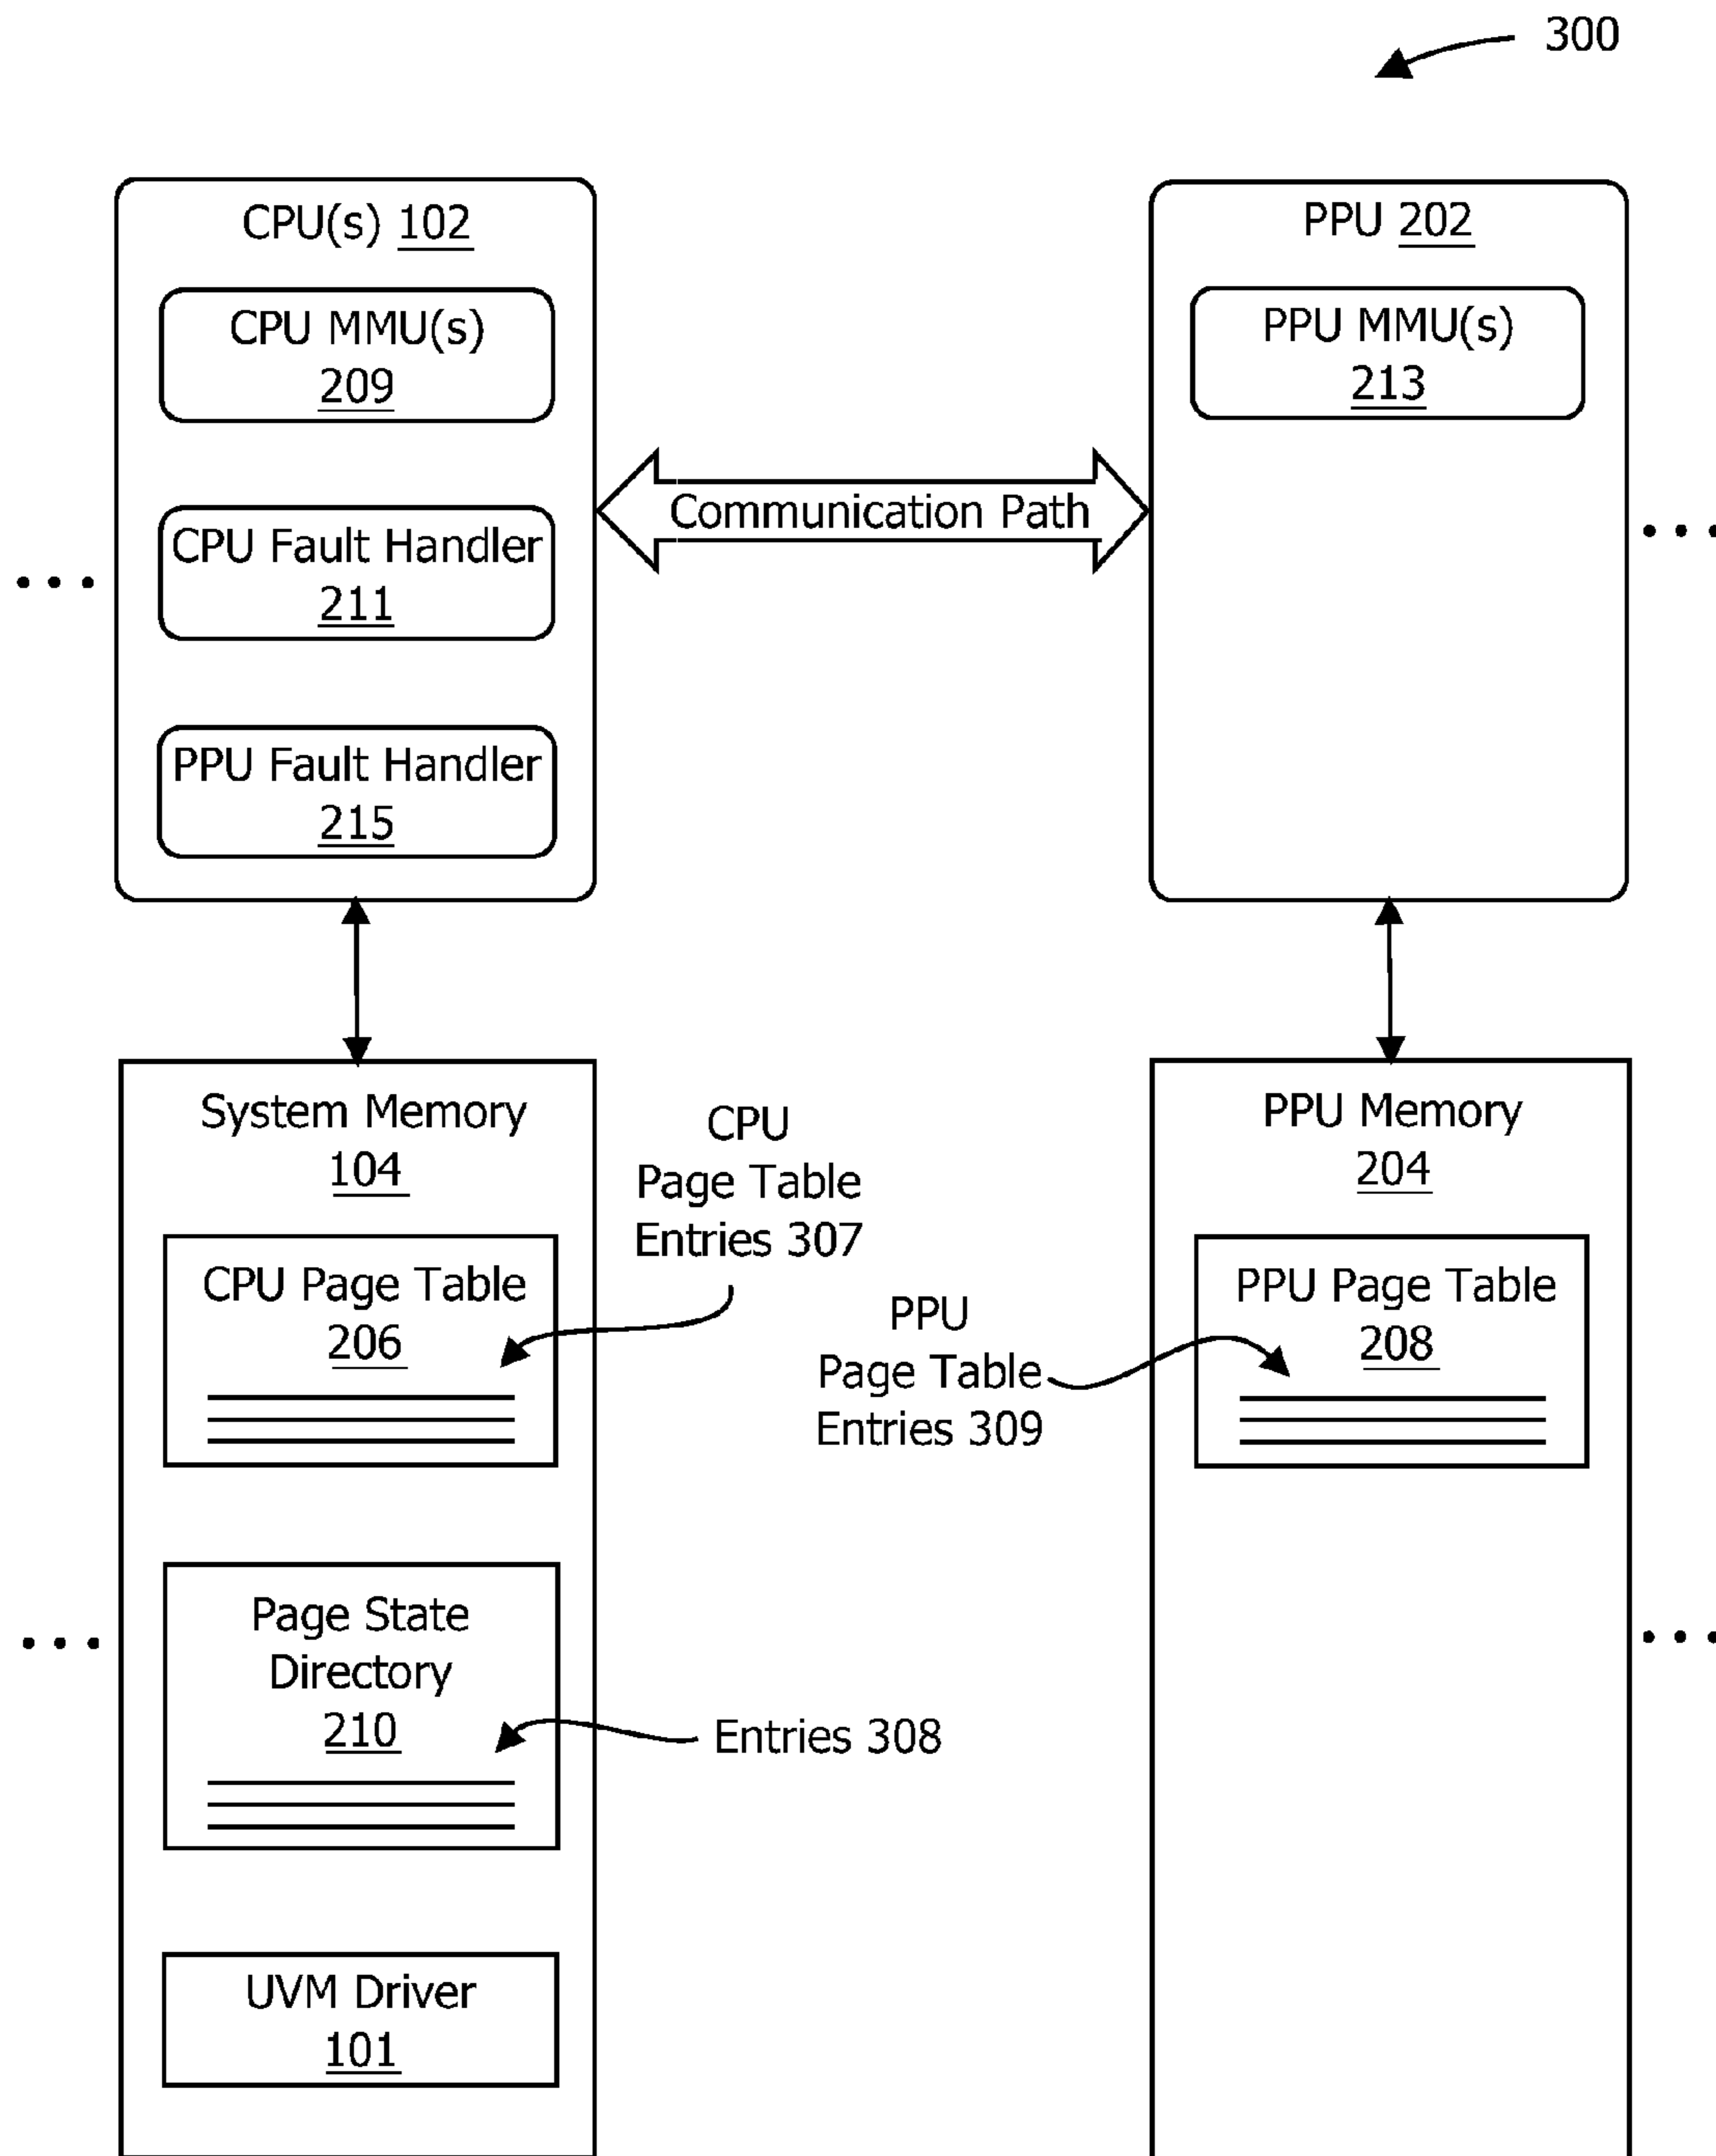 300
CPU(s) 102
CPU MMU(s)
209
CPU Fault Handler
211
PPU Fault Handler
215
Communication Path
PPU 202
PPU MMU(s)
213
System Memory
104
CPU Page Table
206
Page State
Directory
210
UVM Driver
101
CPU
Page Table
Entries 307
PPU
Page Table
Entries 309
Entries 308
PPU Memory
204
PPU Page Table
208